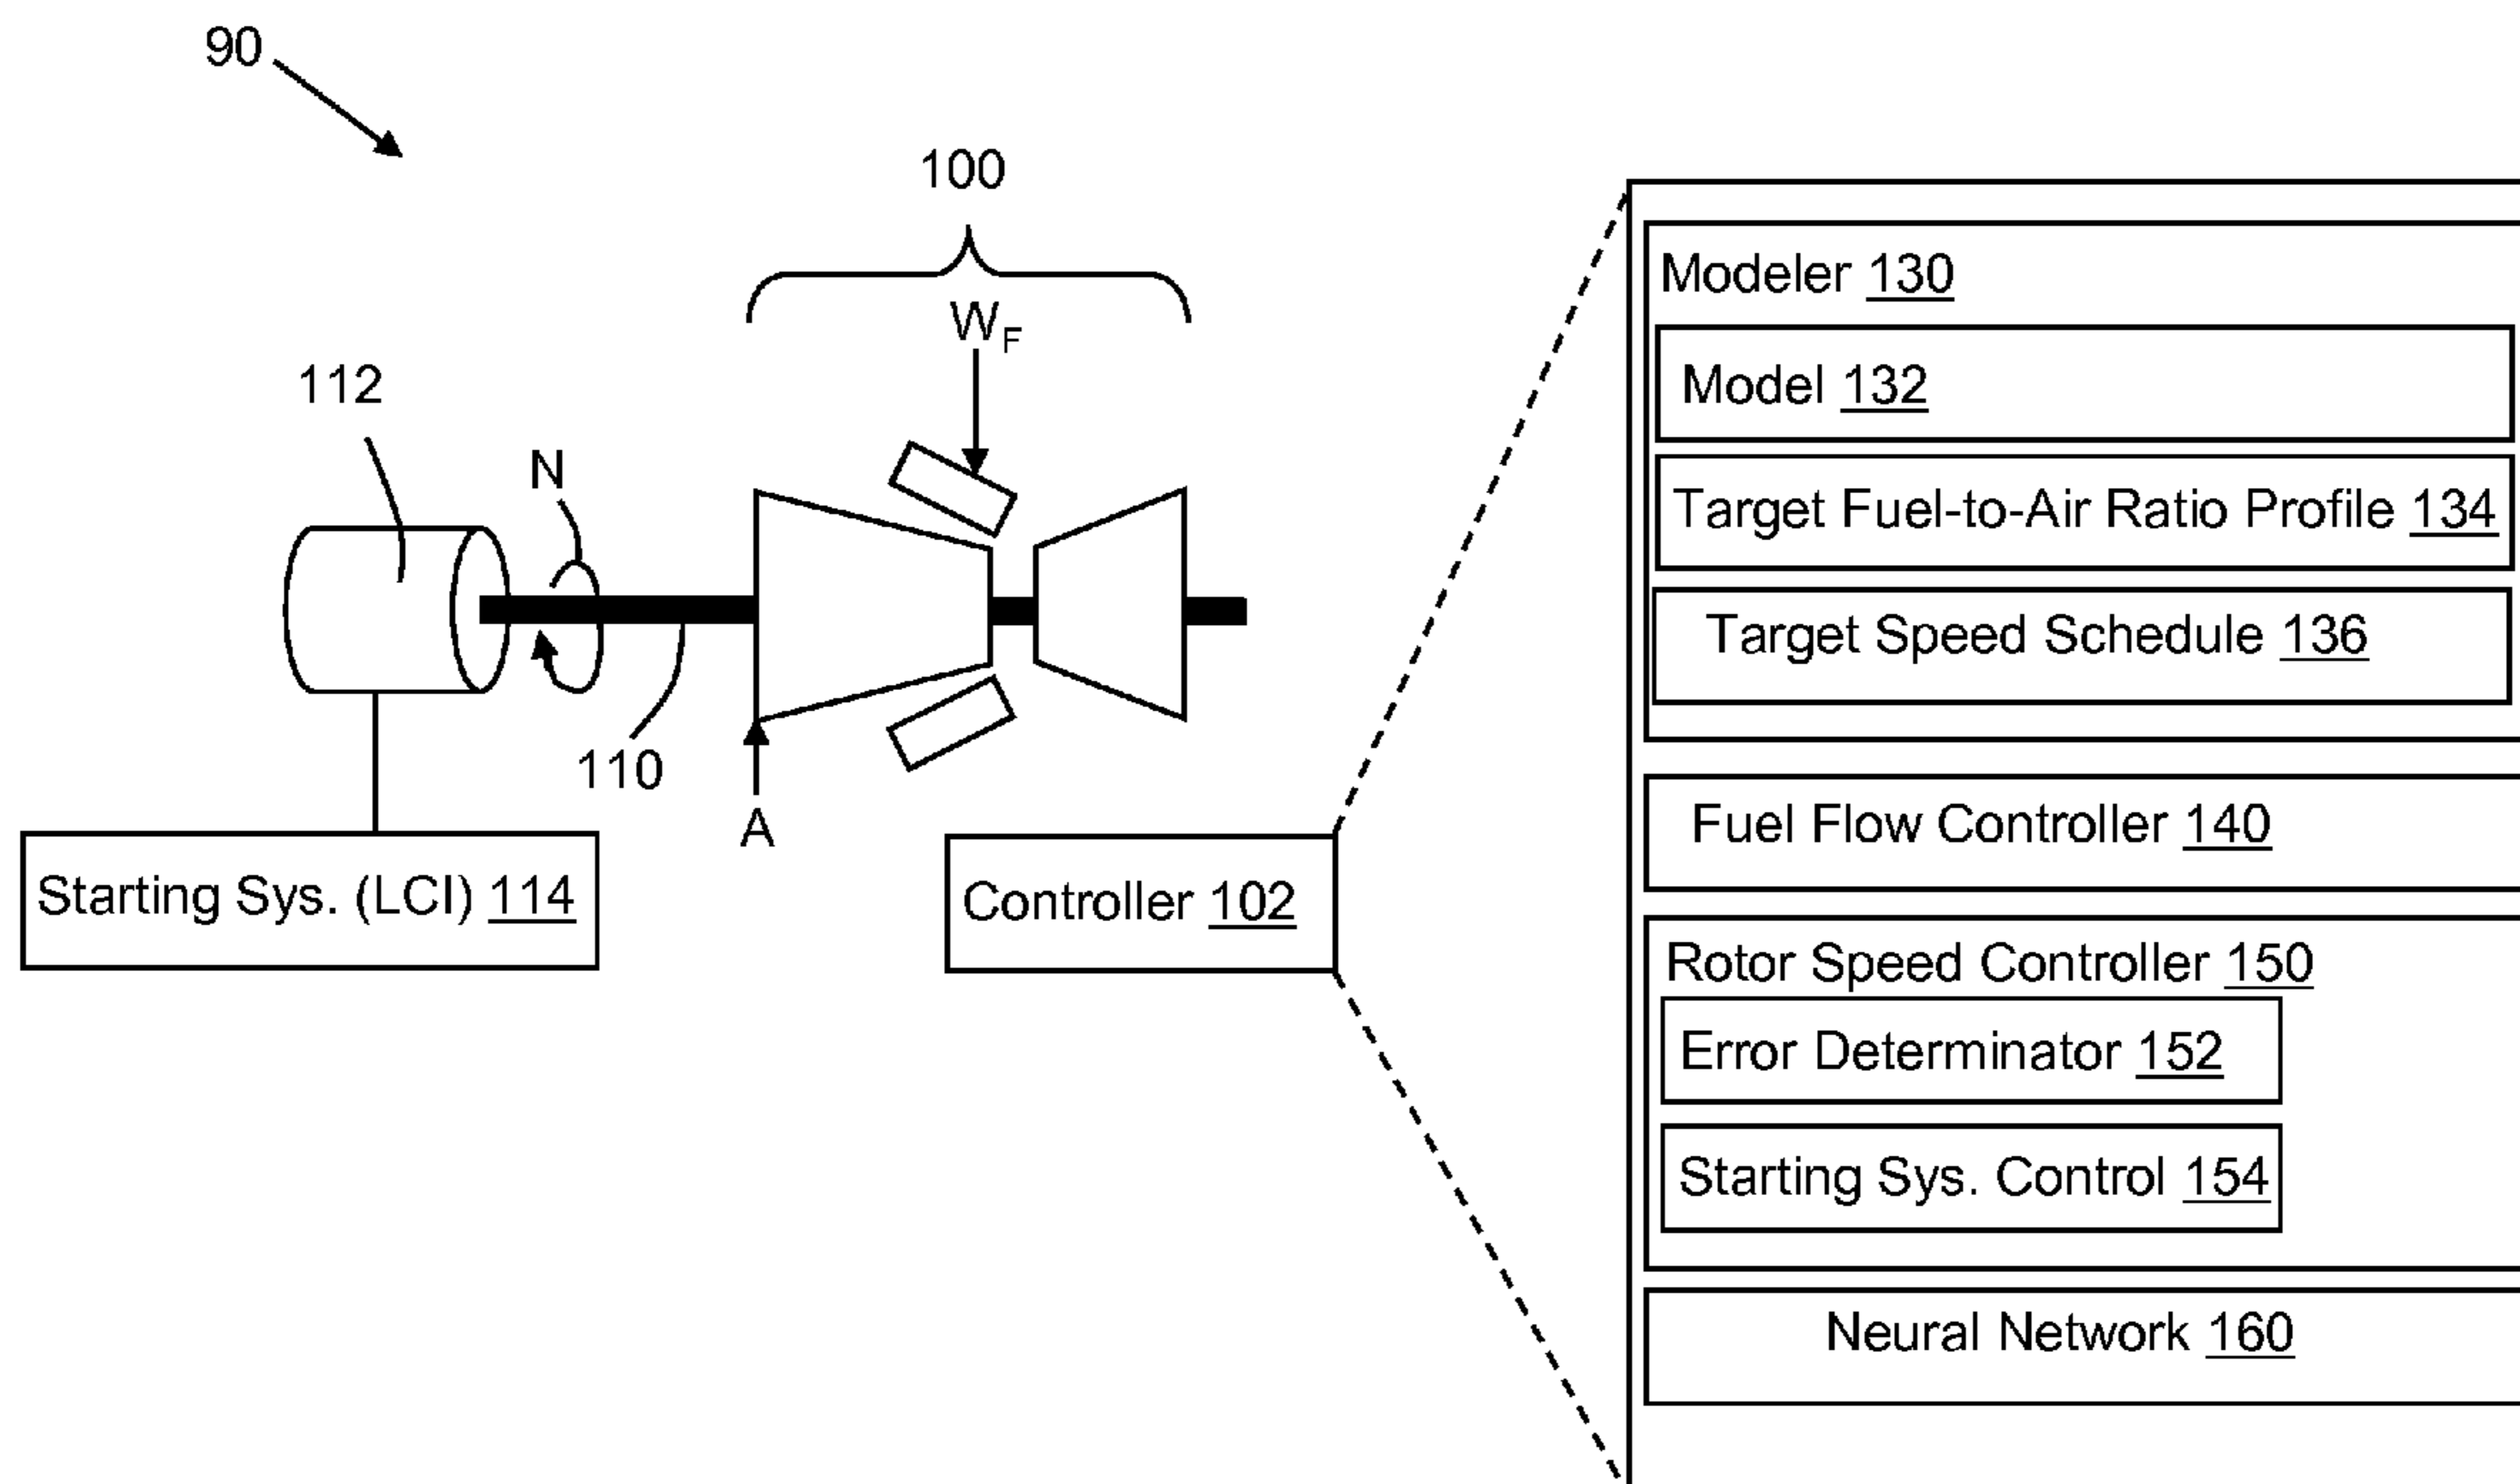 90
100
W_F
112
N
110
A
Starting Sys. (LCI) 114
Controller 102
Modeler 130
Model 132
Target Fuel-to-Air Ratio Profile 134
Target Speed Schedule 136
Fuel Flow Controller 140
Rotor Speed Controller 150
Error Determinator 152
Starting Sys. Control 154
Neural Network 160